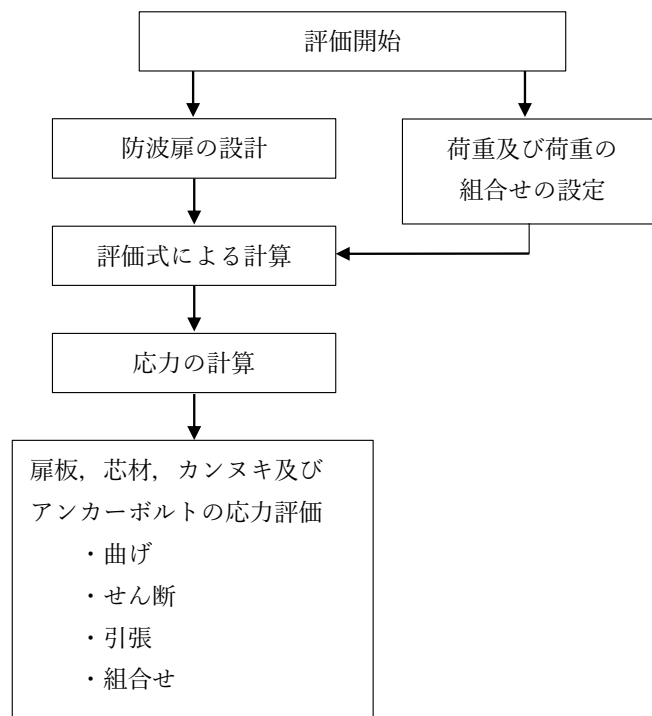 評価開始
防波扉の設計
荷重及び荷重の
組合せの設定
評価式による計算
応力の計算
扉板，芯材，カンヌキ及び
アンカーボルトの応力評価
・曲げ
・せん断
・引張
・組合せ